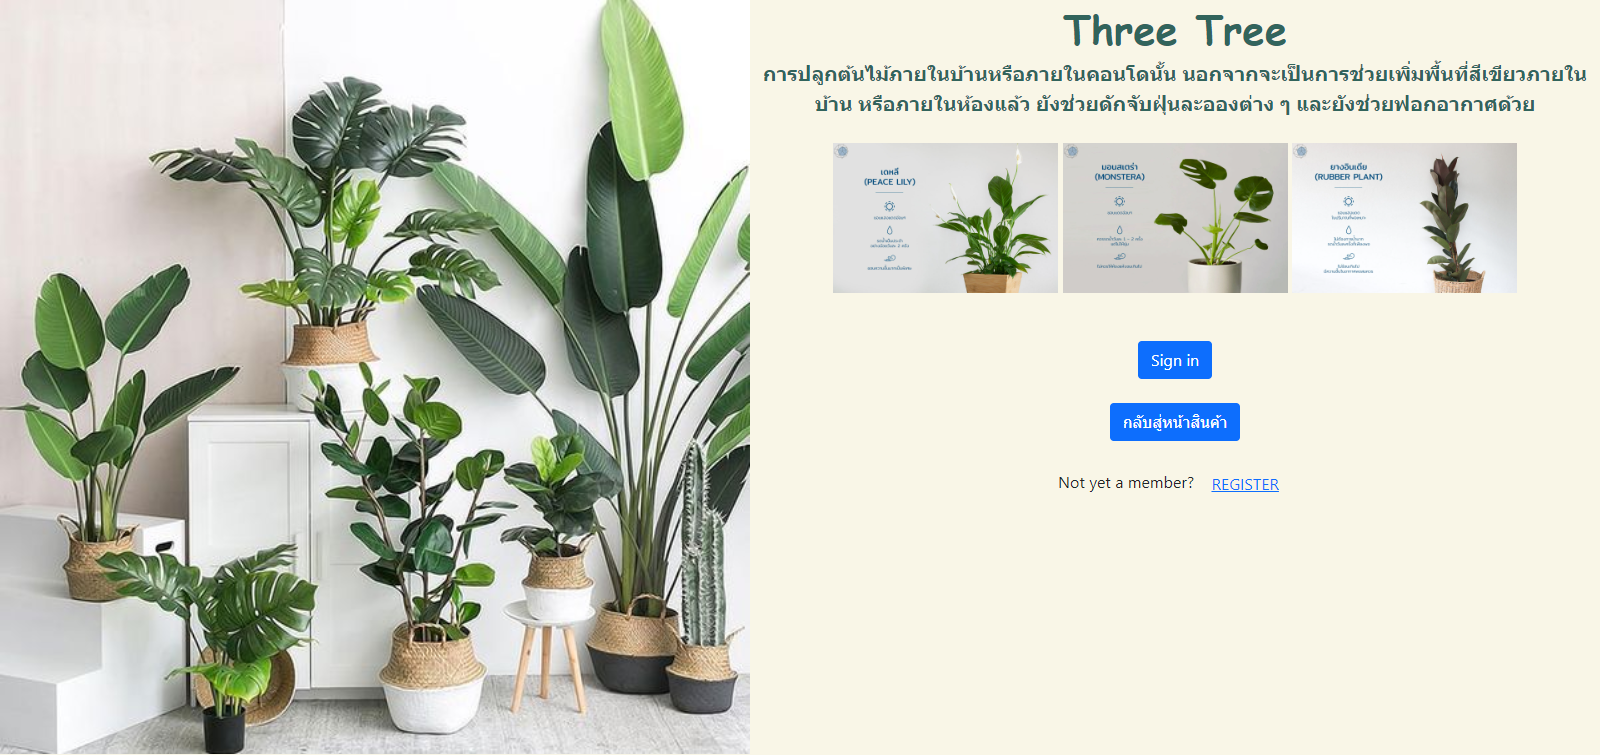 Three Tree
การปลูกต้นไม้ภายในบ้านหรือภายในคอนโดนั้น นอกจากจะเป็นการช่วยเพิ่มพื้นที่สีเขียวภายใน
บ้าน หรือภายในห้องแล้ว ยังช่วยดักจับฝุ่นละอองต่าง ๆ และยังช่วยฟอกอากาศด้วย
เดหลี
(PEACE LILY)
มอนสเตร่า
(MONSTERA)
ยางอินเดีย
(RUBBER PLANT)
Sign in
กลับสู่หน้าสินค้า
Not yet a member? REGISTER